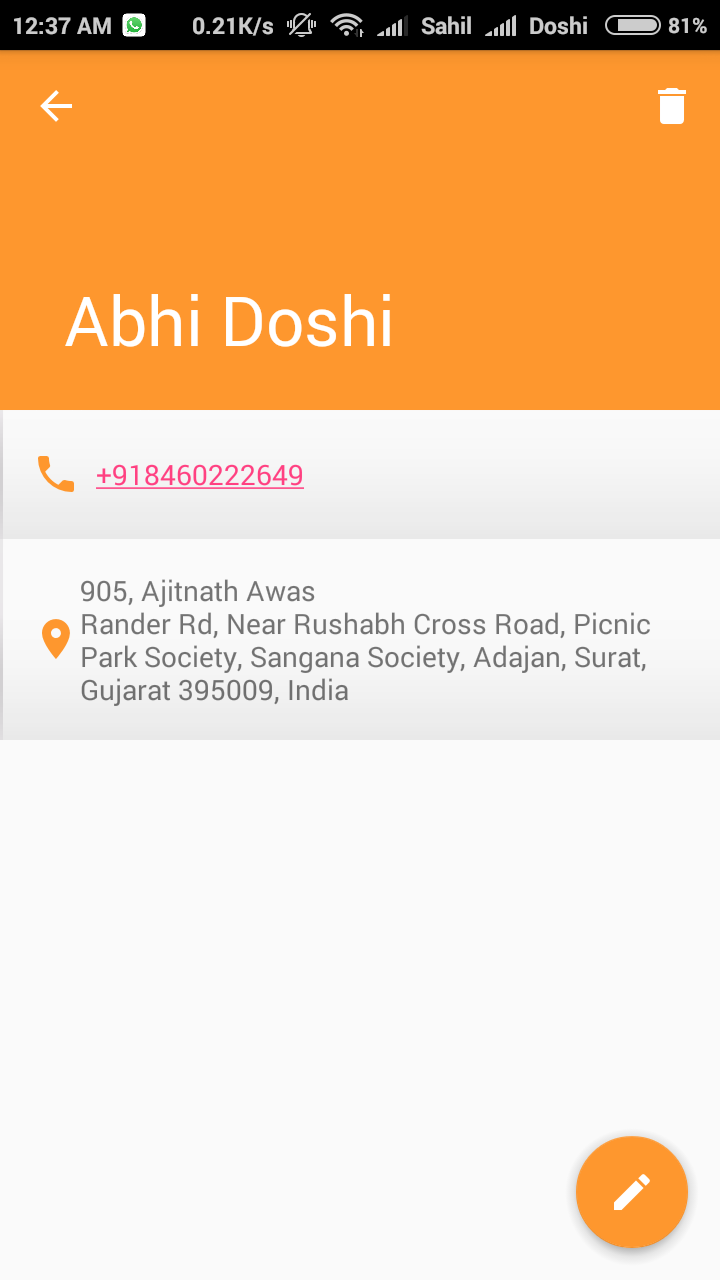 12:37 AM 0.21K/s Sahil Doshi 81%
Abhi Doshi
+918460222649
905, Ajitnath Awas
Rander Rd, Near Rushabh Cross Road, Picnic
Park Society, Sangana Society, Adajan, Surat,
Gujarat 395009, India